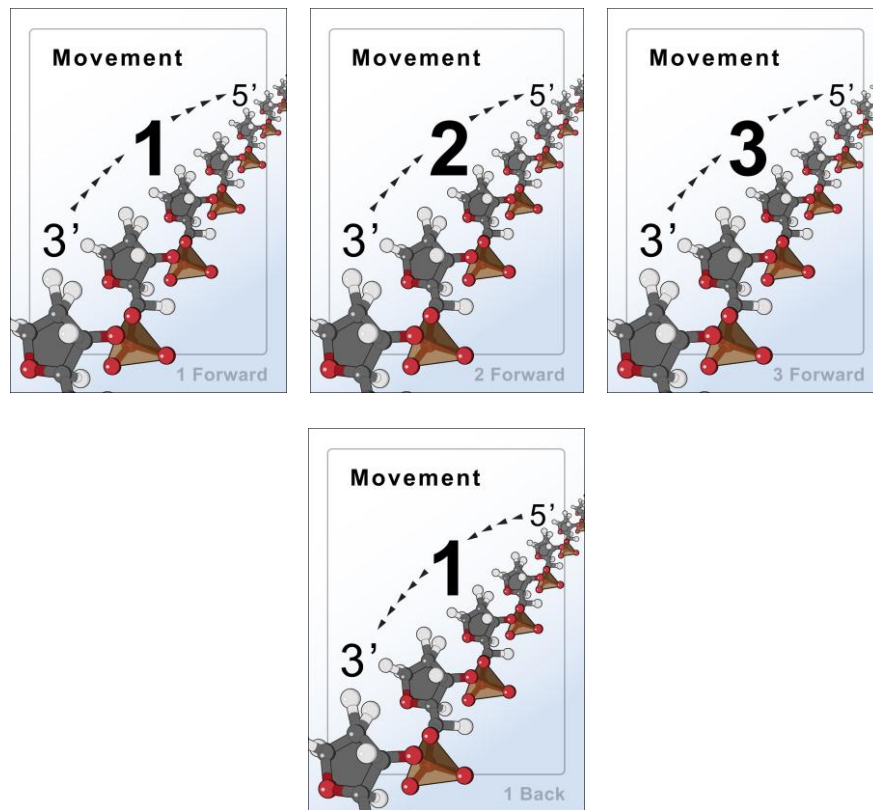 Movement
5’
1
3’
1 Forward
Movement
5’
2
3’
2 Forward
Movement
5’
3
3’
3 Forward
Movement
5’
1
3’
1 Back